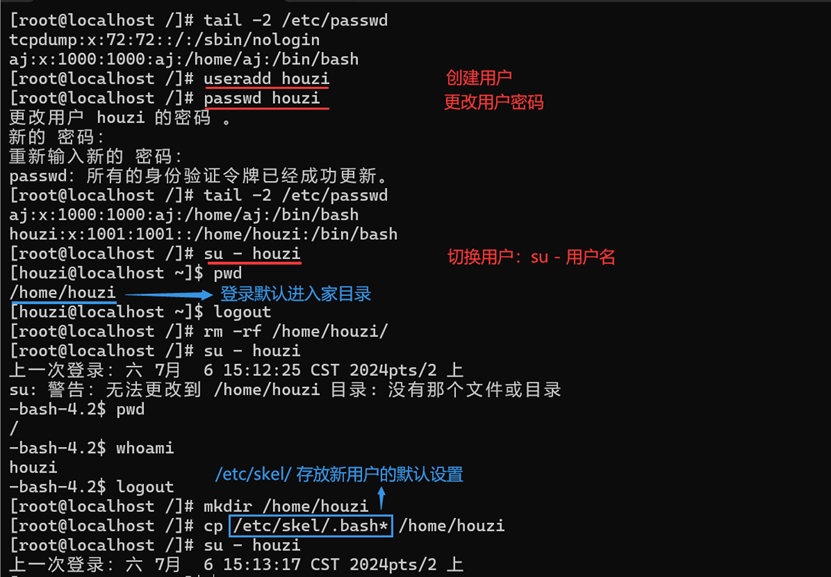 [root@localhost /]# tail -2 /etc/passwd
tcpdump:x:72:72::/:/sbin/nologin
aj:x:1000:1000:aj:/home/aj:/bin/bash
[root@localhost /]# useradd houzi 创建用户
[root@localhost /]# passwd houzi 更改用户密码
更改用户 houzi 的密码 。
新的 密码：
重新输入新的 密码：
passwd：所有的身份验证令牌已经成功更新。
[root@localhost /]# tail -2 /etc/passwd
aj:x:1000:1000:aj:/home/aj:/bin/bash
houzi:x:1001:1001::/home/houzi:/bin/bash
[root@localhost /]# su - houzi 切换用户：su - 用户名
[houzi@localhost ~]$ pwd
/home/houzi 登录默认进入家目录
[houzi@localhost ~]$ logout
[root@localhost /]# rm -rf /home/houzi/
[root@localhost /]# su - houzi
上一次登录：六 7月  6 15:12:25 CST 2024pts/2 上
su: 警告：无法更改到 /home/houzi 目录: 没有那个文件或目录
-bash-4.2$ pwd
/
-bash-4.2$ whoami
houzi
/etc/skel/ 存放新用户的默认设置
-bash-4.2$ logout
[root@localhost /]# mkdir /home/houzi
[root@localhost /]# cp /etc/skel/.bash* /home/houzi
[root@localhost /]# su - houzi
上一次登录：六 7月  6 15:13:17 CST 2024pts/2 上